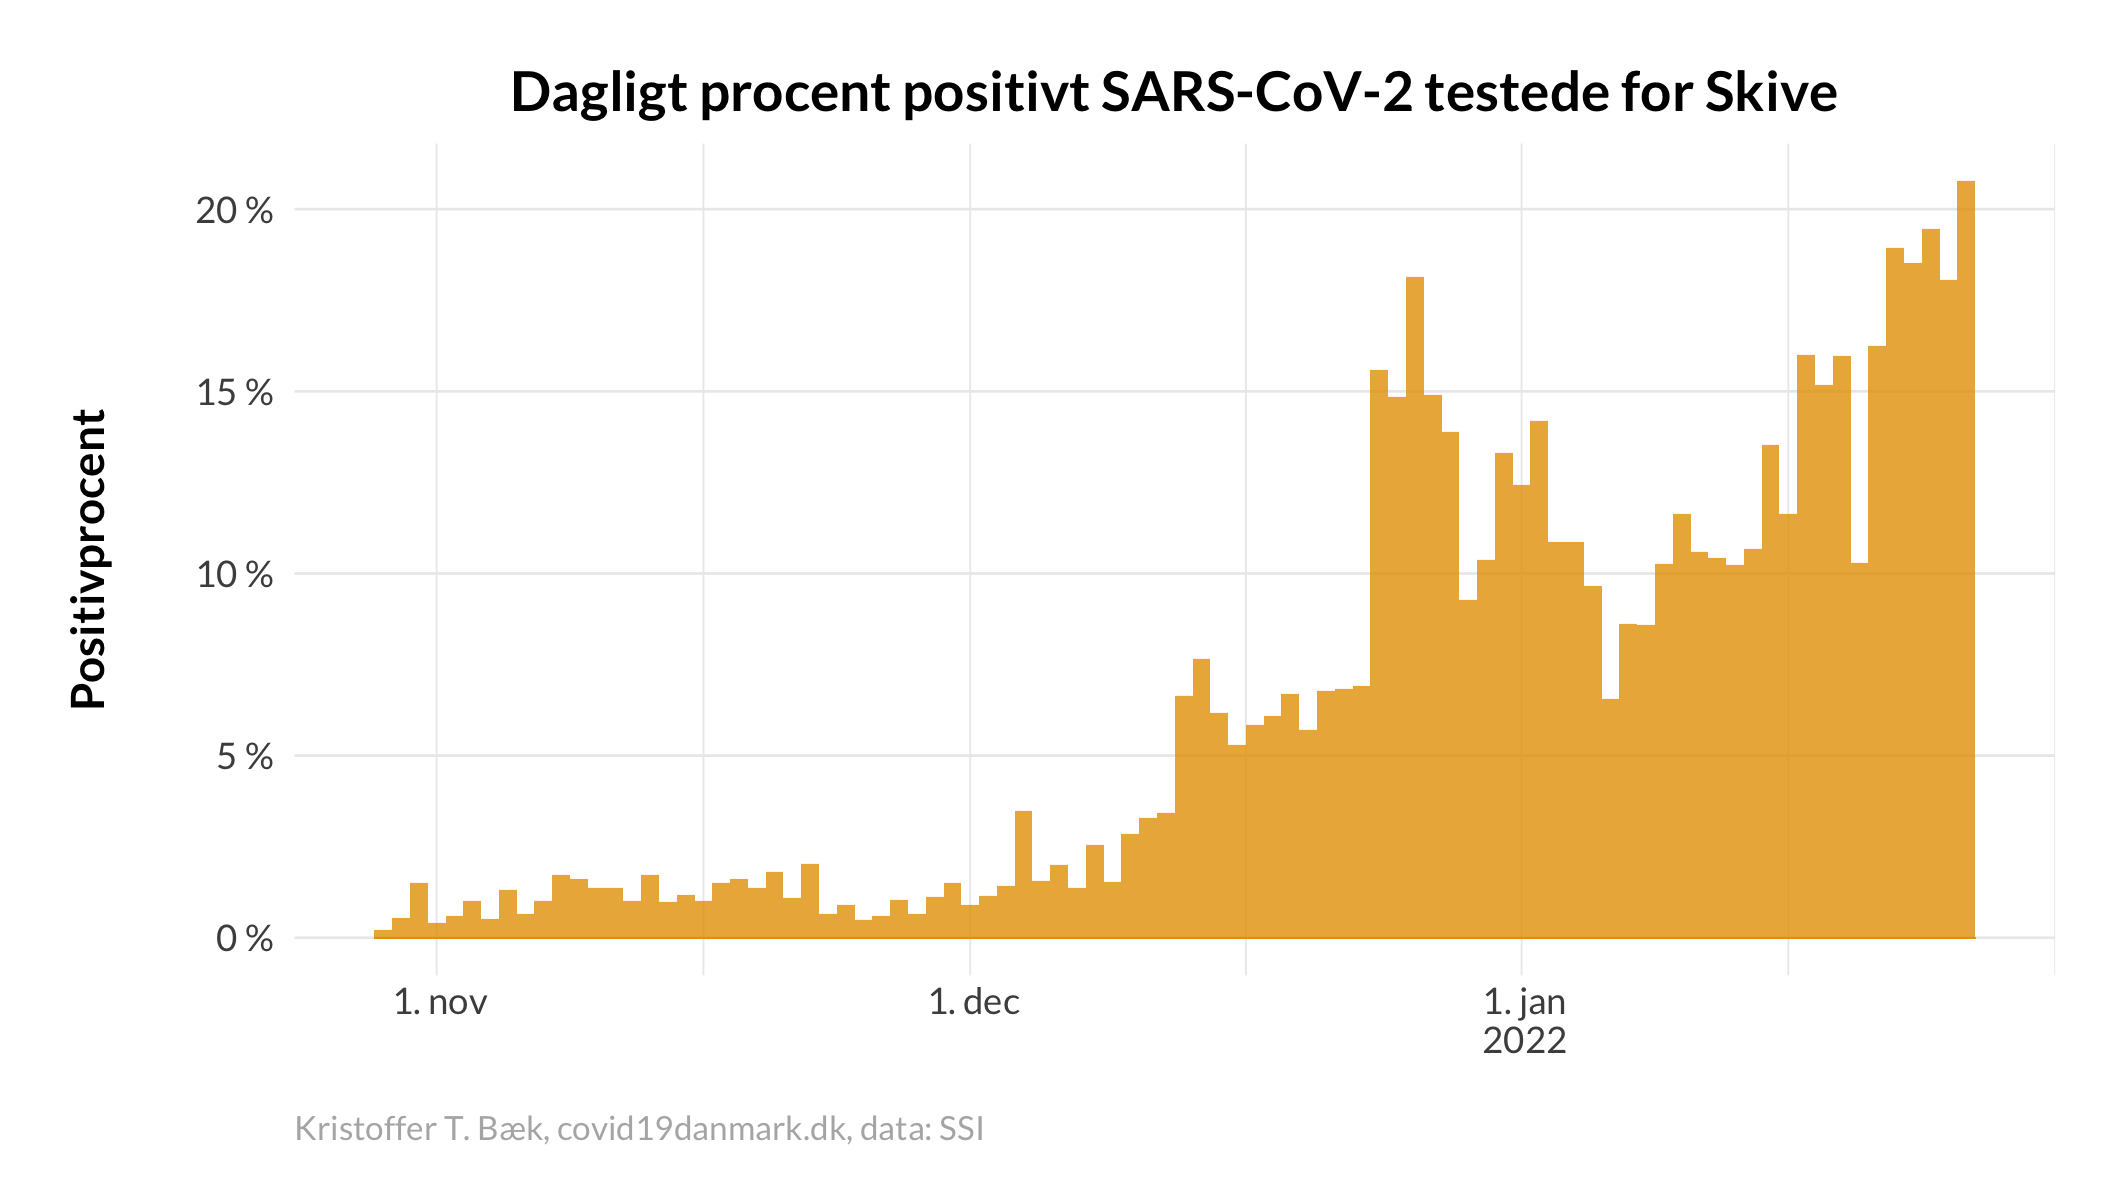 Dagligt procent positivt SARS-CoV-2 testede for Skive
Positivprocent
20 %
15 %
10 %
5 %
0 %
1. nov
1. dec
1. jan
2022
Kristoffer T. Bæk, covid19danmark.dk, data: SSI